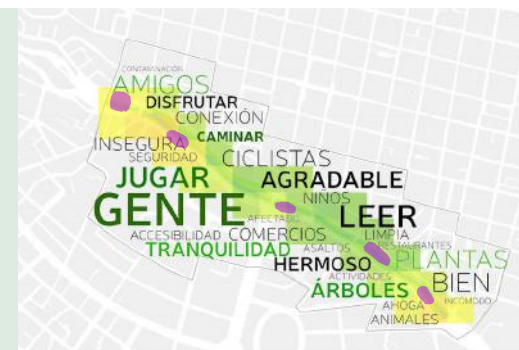 CONTAMINACIÓN
AMIGOS
DISFRUTAR
CONEXIÓN
CAMINAR
INSEGURA
SEGURIDAD
CICLISTAS
JUGAR
AGRADABLE
NIÑOS
GENTE
AFECTADO
LEER
ACCESIBILIDAD COMERCIOS
LIMPIA
TRANQUILIDAD
ASALTOS
RESTAURANTES
HERMOSO
PLANTAS
ACTIVIDADES
BIEN
ÁRBOLES
AHOGA
INCÓMODO
ANIMALES